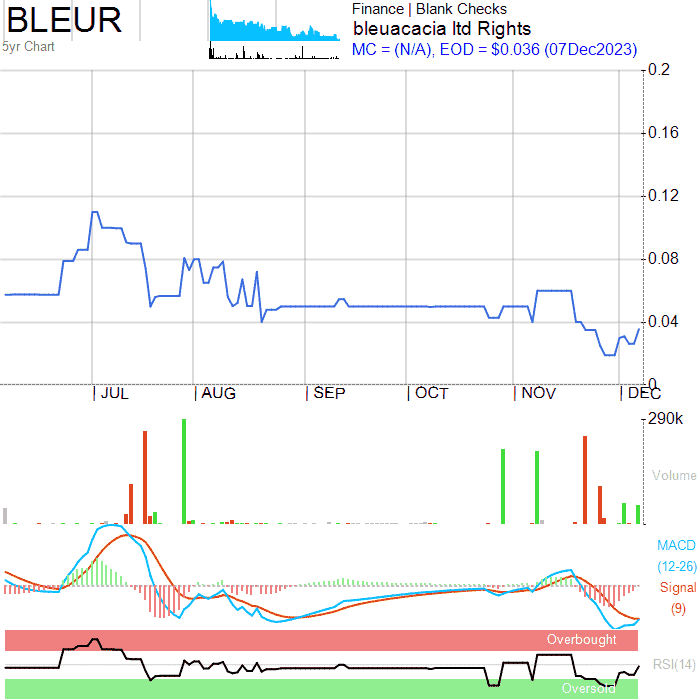 BLEUR
5yr Chart
Finance | Blank Checks
bleuacacia ltd Rights
MC = (N/A), EOD = $0.036 (07Dec2023)
0.2
0.16
0.12
0.08
0.04
0
JUL AUG SEP OCT NOV DEC
290k
Volume
MACD
(12-26)
Signal
(9)
Overbought
RSI(14)
Oversold